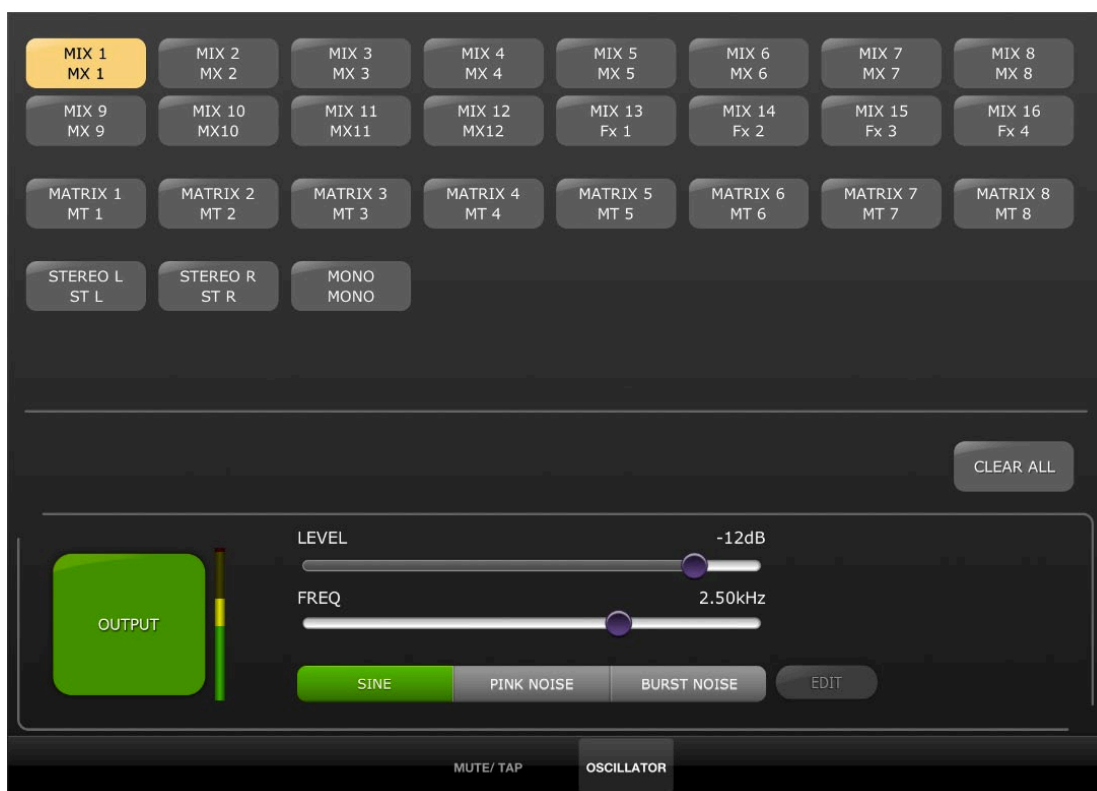 MIX 1 MIX 2 MIX 3 MIX 4 MIX 5 MIX 6 MIX 7 MIX 8
MX 1 MX 2 MX 3 MX 4 MX 5 MX 6 MX 7 MX 8
MIX 9 MIX 10 MIX 11 MIX 12 MIX 13 MIX 14 MIX 15 MIX 16
MX 9 MX10 MX11 MX12 Fx 1 Fx 2 Fx 3 Fx 4
MATRIX 1 MATRIX 2 MATRIX 3 MATRIX 4 MATRIX 5 MATRIX 6 MATRIX 7 MATRIX 8
MT 1 MT 2 MT 3 MT 4 MT 5 MT 6 MT 7 MT 8
STEREO L STEREO R MONO
ST L ST R MONO
CLEAR ALL
LEVEL -12dB
FREQ 2.50kHz
OUTPUT
SINE PINK NOISE BURST NOISE EDIT
MUTE/ TAP OSCILLATOR